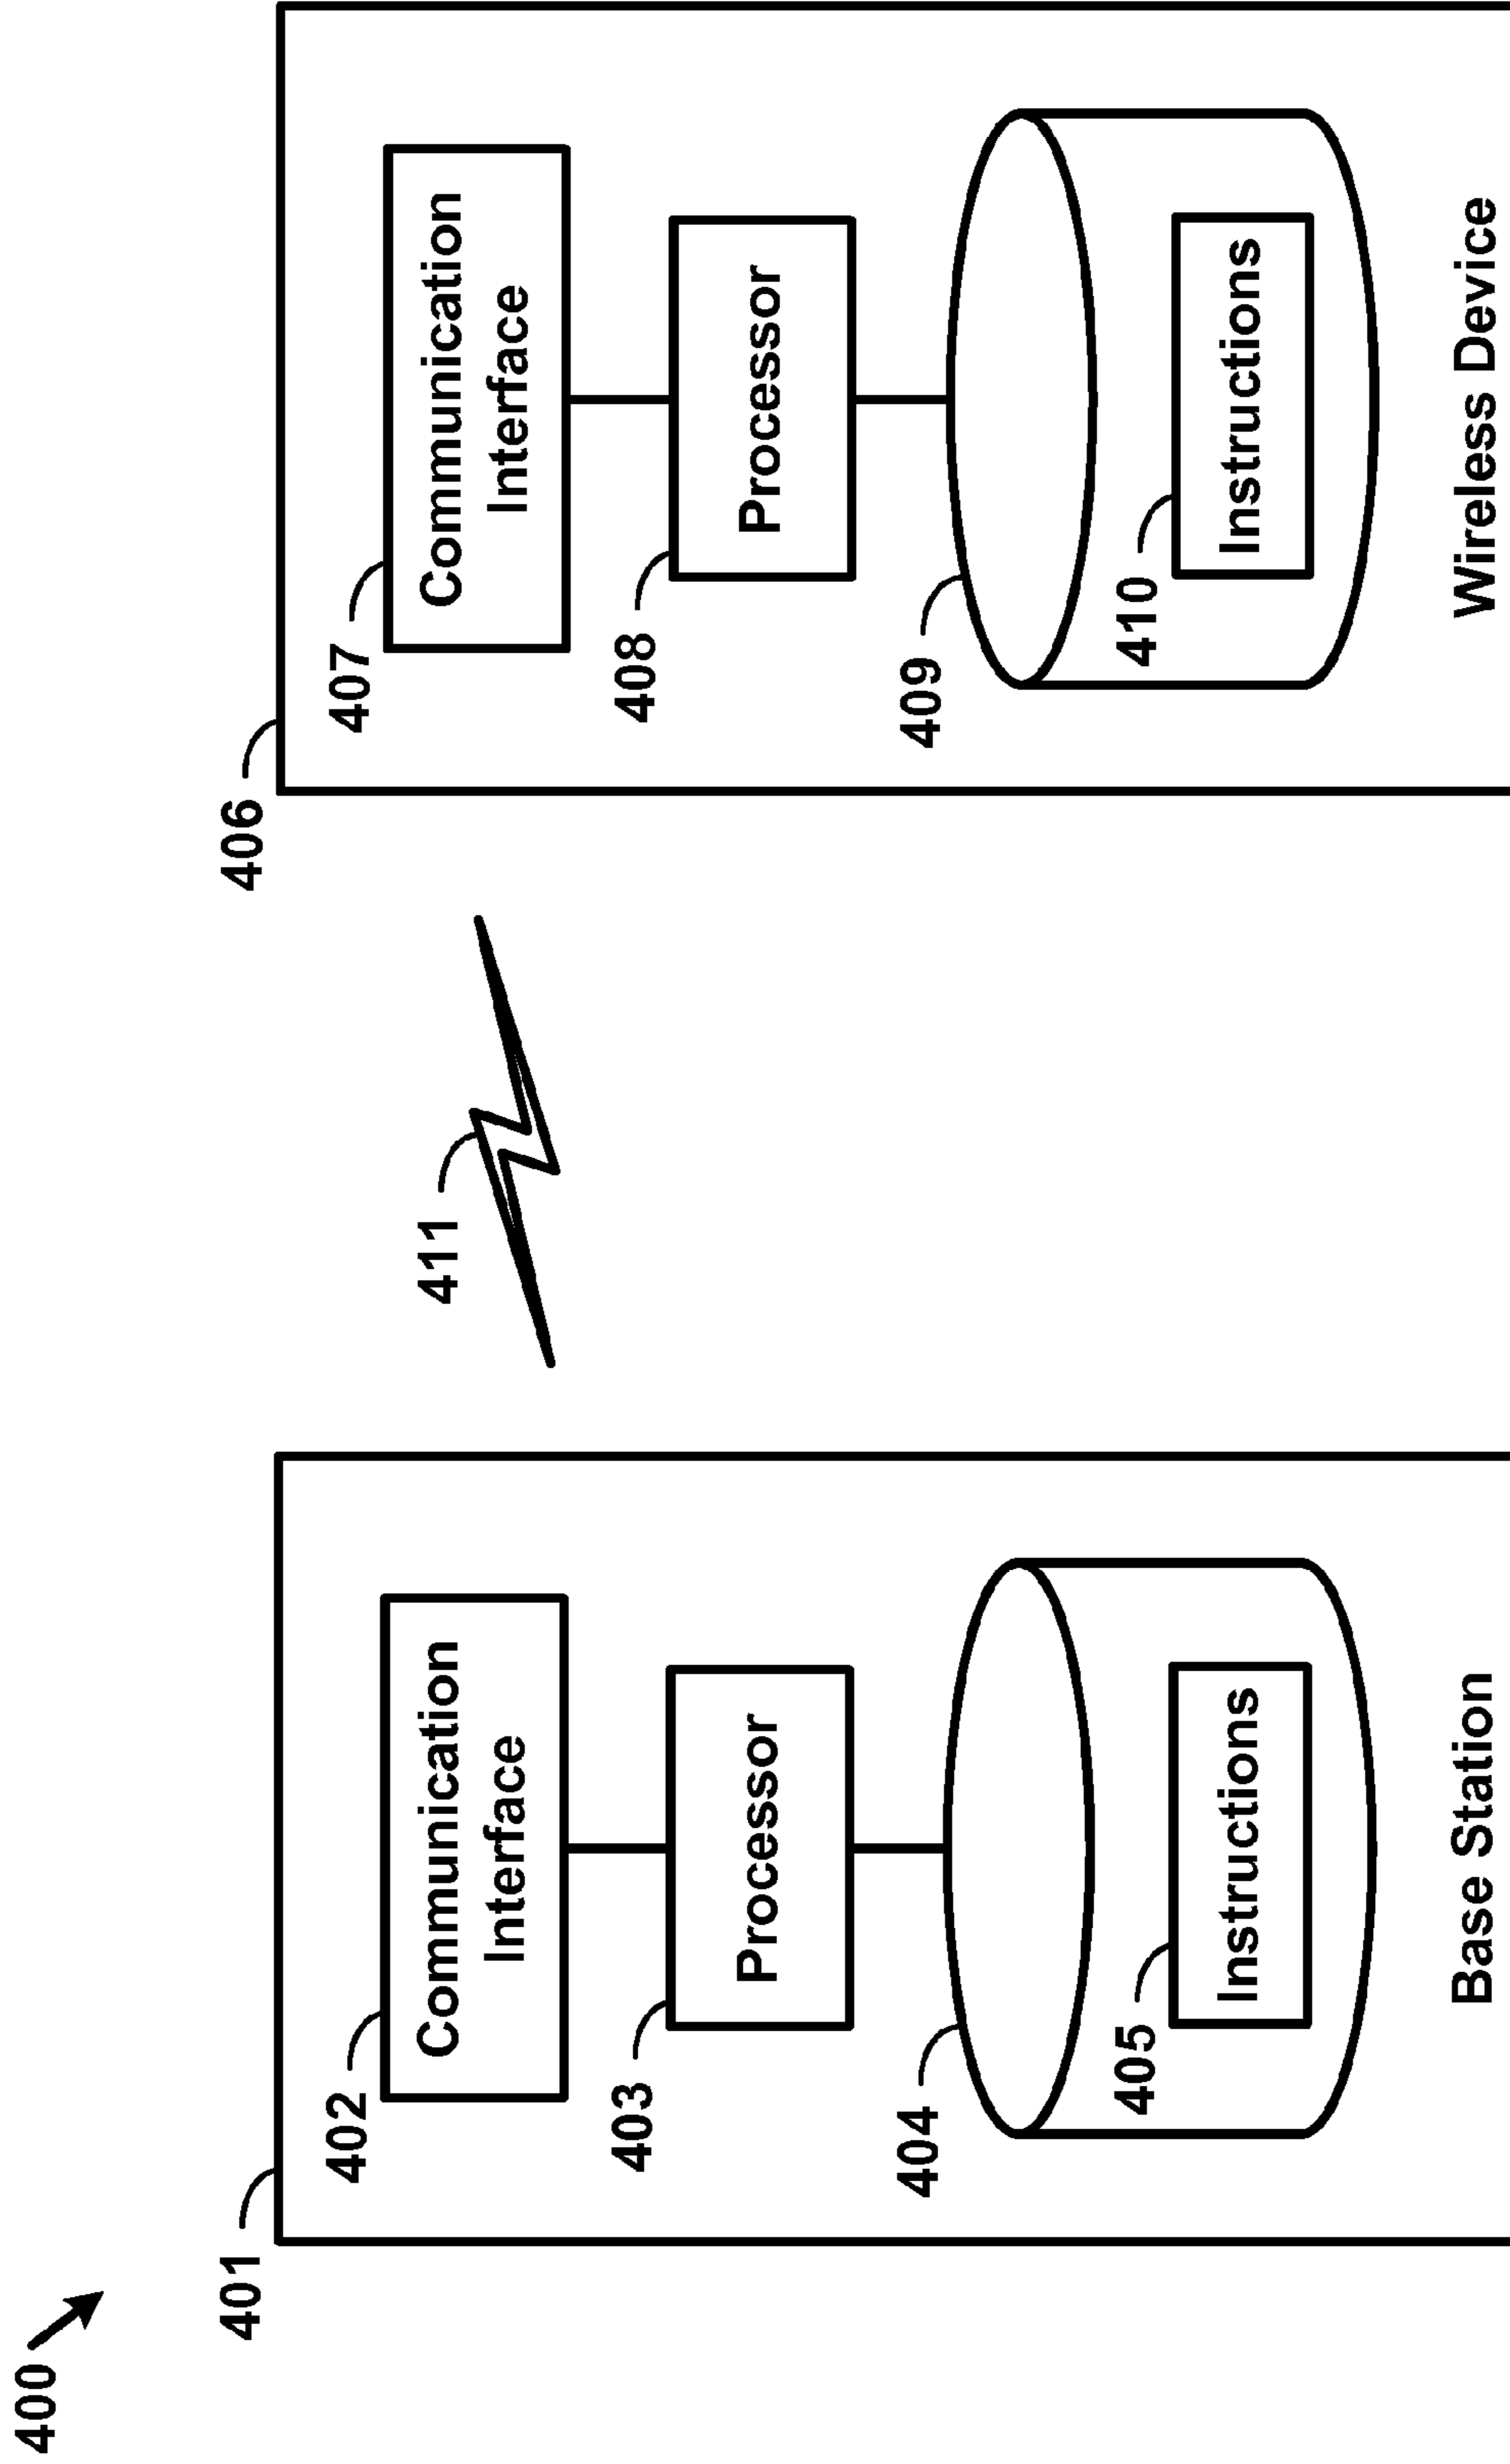 400
401
402
Communication
Interface
403
Processor
404
405
Instructions
Base Station
411
406
407
Communication
Interface
408
Processor
409
410
Instructions
Wireless Device